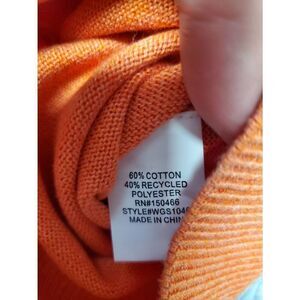 60% COTTON
40% RECYCLED
POLYESTER
RN#150466
MADE IN CHINA